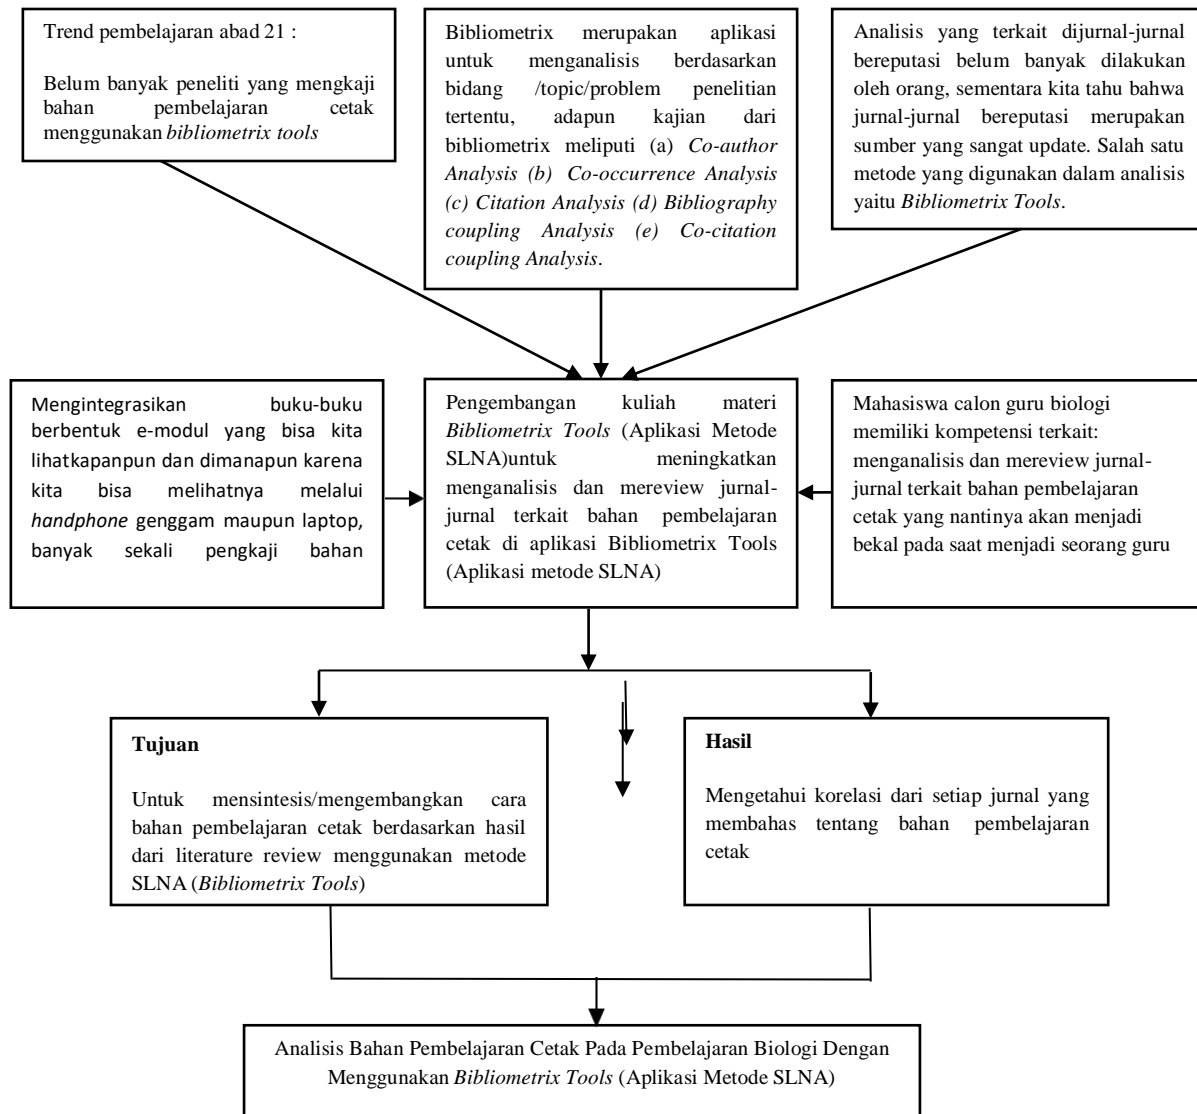 Trend pembelajaran abad 21 :
Belum banyak peneliti yang mengkaji
bahan pembelajaran cetak
menggunakan bibliometrix tools
Bibliometrix merupakan aplikasi
untuk menganalisis berdasarkan
bidang /topic/problem penelitian
tertentu, adapun kajian dari
bibliometrix meliputi (a) Co-author
Analysis (b) Co-occurrence Analysis
(c) Citation Analysis (d) Bibliography
coupling Analysis (e) Co-citation
coupling Analysis.
Analisis yang terkait dijurnal-jurnal
bereputasi belum banyak dilakukan
oleh orang, sementara kita tahu bahwa
jurnal-jurnal bereputasi merupakan
sumber yang sangat update. Salah satu
metode yang digunakan dalam analisis
yaitu Bibliometrix Tools.
Mengintegrasikan buku-buku
berbentuk e-modul yang bisa kita
lihatkapanpun dan dimanapun karena
kita bisa melihatnya melalui
handphone genggam maupun laptop,
banyak sekali pengkaji bahan
Pengembangan kuliah materi
Bibliometrix Tools (Aplikasi Metode
SLNA)untuk meningkatkan
menganalisis dan mereview jurnal-
jurnal terkait bahan pembelajaran
cetak di aplikasi Bibliometrix Tools
(Aplikasi metode SLNA)
Mahasiswa calon guru biologi
memiliki kompetensi terkait:
menganalisis dan mereview jurnal-
jurnal terkait bahan pembelajaran
cetak yang nantinya akan menjadi
bekal pada saat menjadi seorang guru
Tujuan
Untuk mensintesis/mengembangkan cara
bahan pembelajaran cetak berdasarkan hasil
dari literature review menggunakan metode
SLNA (Bibliometrix Tools)
Hasil
Mengetahui korelasi dari setiap jurnal yang
membahas tentang bahan pembelajaran
cetak
Analisis Bahan Pembelajaran Cetak Pada Pembelajaran Biologi Dengan
Menggunakan Bibliometrix Tools (Aplikasi Metode SLNA)